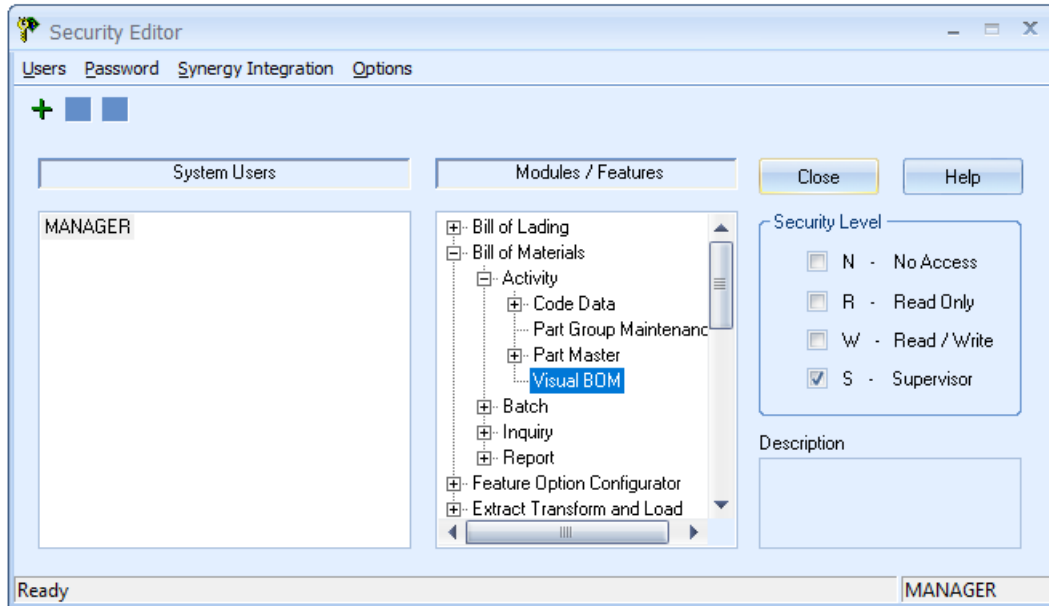 Security Editor
Users Password Synergy Integration Options
System Users
Modules / Features
Close
Help
MANAGER
Bill of Lading
Bill of Materials
Activity
Code Data
Part Group Maintenanc
Part Master
Visual BOM
Batch
Inquiry
Report
Feature Option Configurator
Extract Transform and Load
Security Level
N - No Access
R - Read Only
W - Read / Write
S - Supervisor
Description
Ready
MANAGER